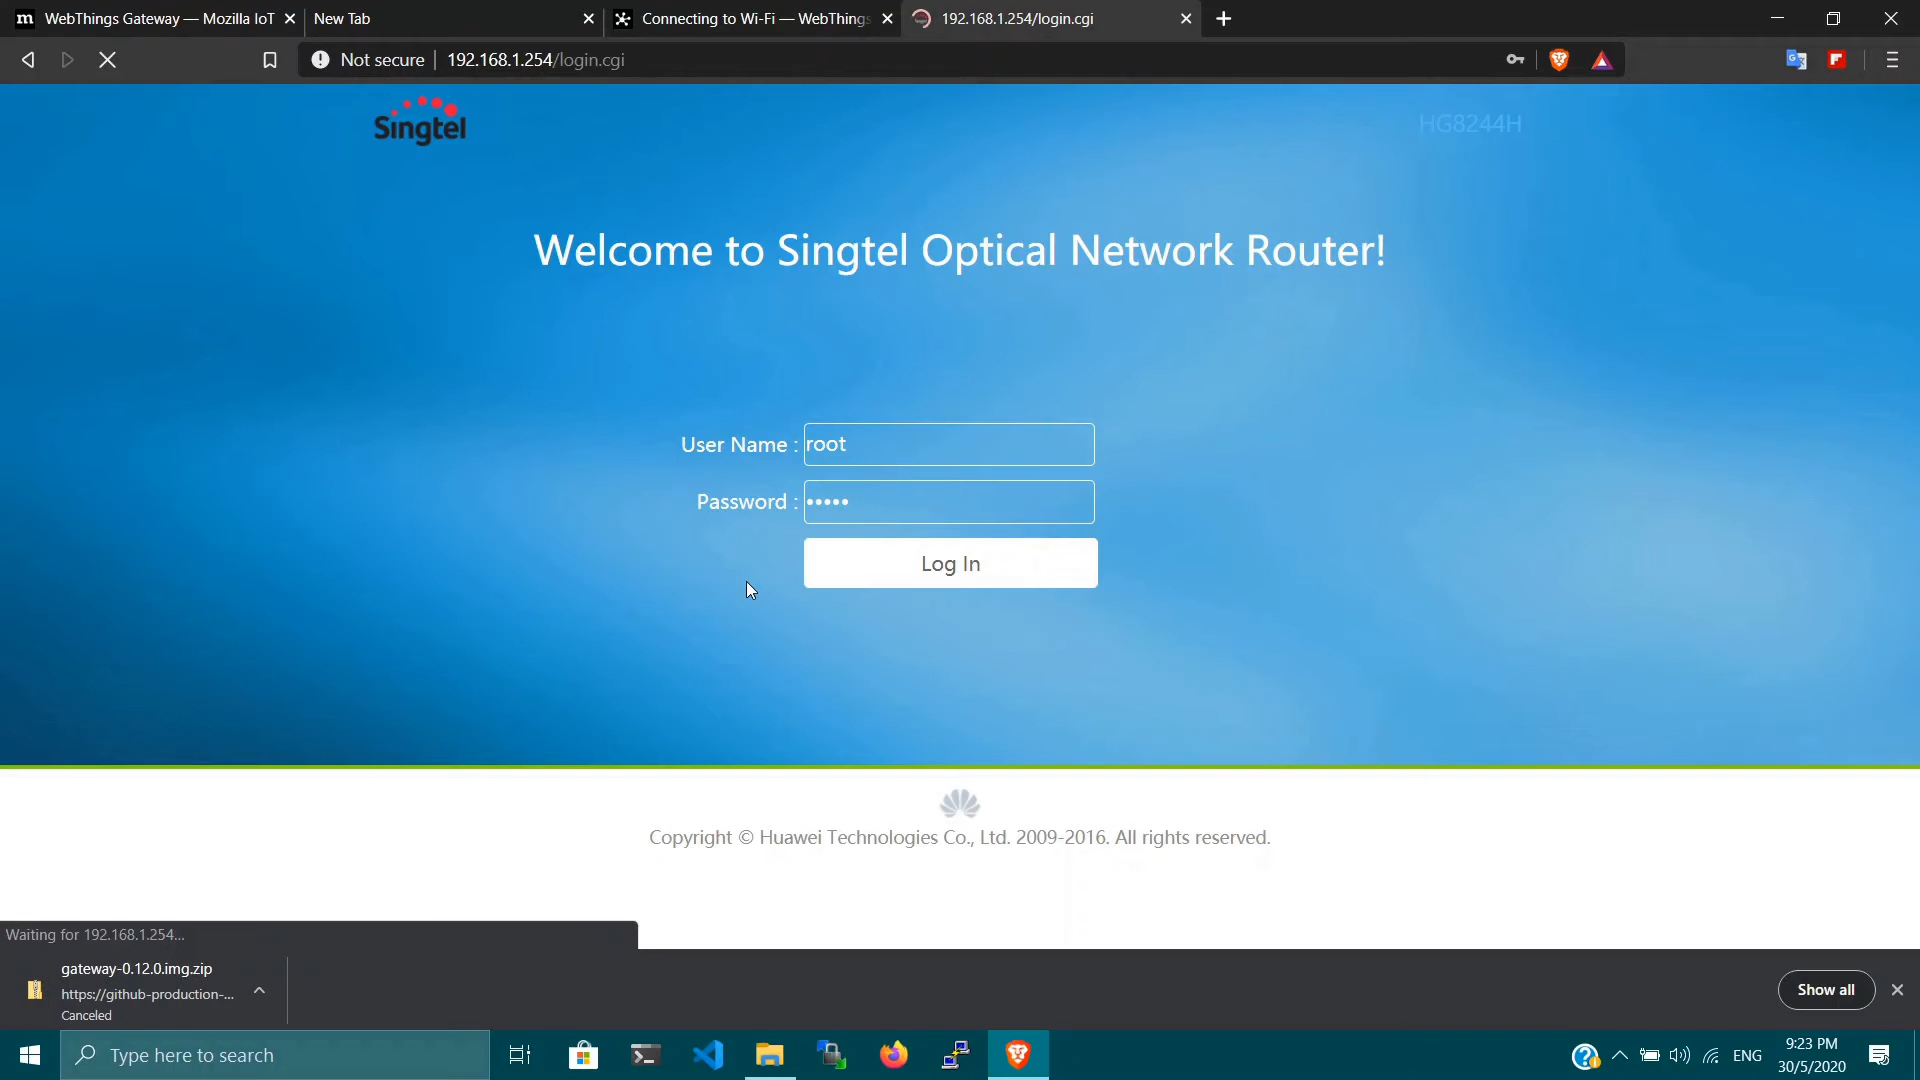 WebThings Gateway — Mozilla IoT
New Tab
Connecting to Wi-Fi — WebThings
192.168.1.254/login.cgi
Not secure
192.168.1.254/login.cgi
Singtel
HG8244H
Welcome to Singtel Optical Network Router!
User Name :
root
Password :
•••••
Log In
Copyright © Huawei Technologies Co., Ltd. 2009-2016. All rights reserved.
Waiting for 192.168.1.254...
gateway-0.12.0.img.zip
https://github-production-...
Canceled
Show all
Type here to search
ENG
9:23 PM
30/5/2020